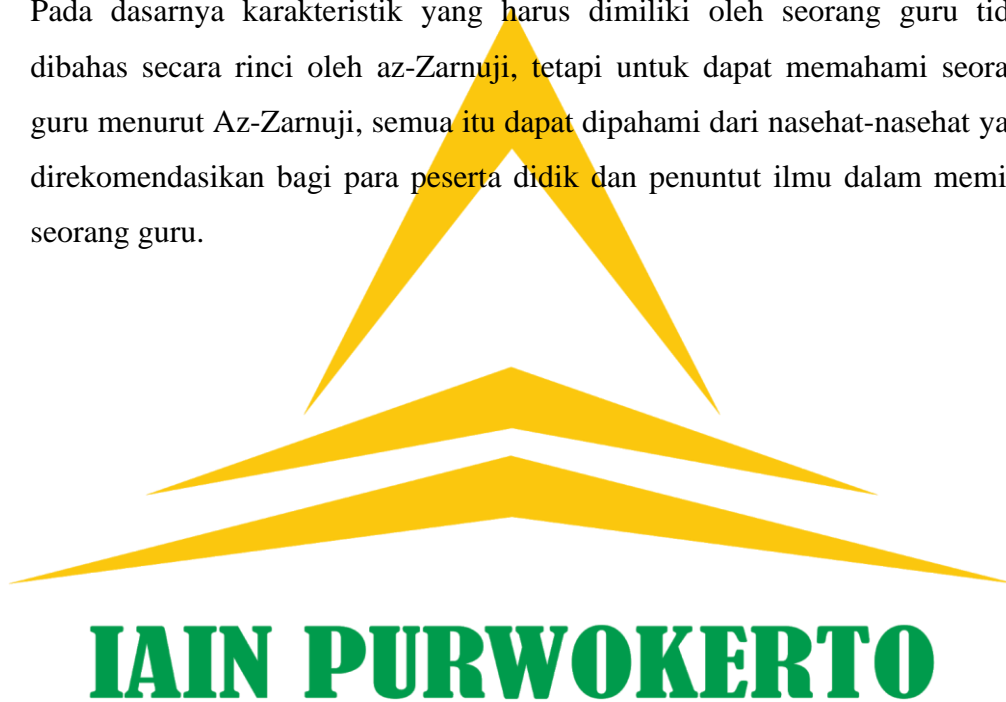 Pada dasarnya karakteristik yang harus dimiliki oleh seorang guru tid
dibahas secara rinci oleh az-Zarnuji, tetapi untuk dapat memahami seora
guru menurut Az-Zarnuji, semua itu dapat dipahami dari nasehat-nasehat ya
direkomendasikan bagi para peserta didik dan penuntut ilmu dalam memi
seorang guru.
IAIN PURWOKERTO